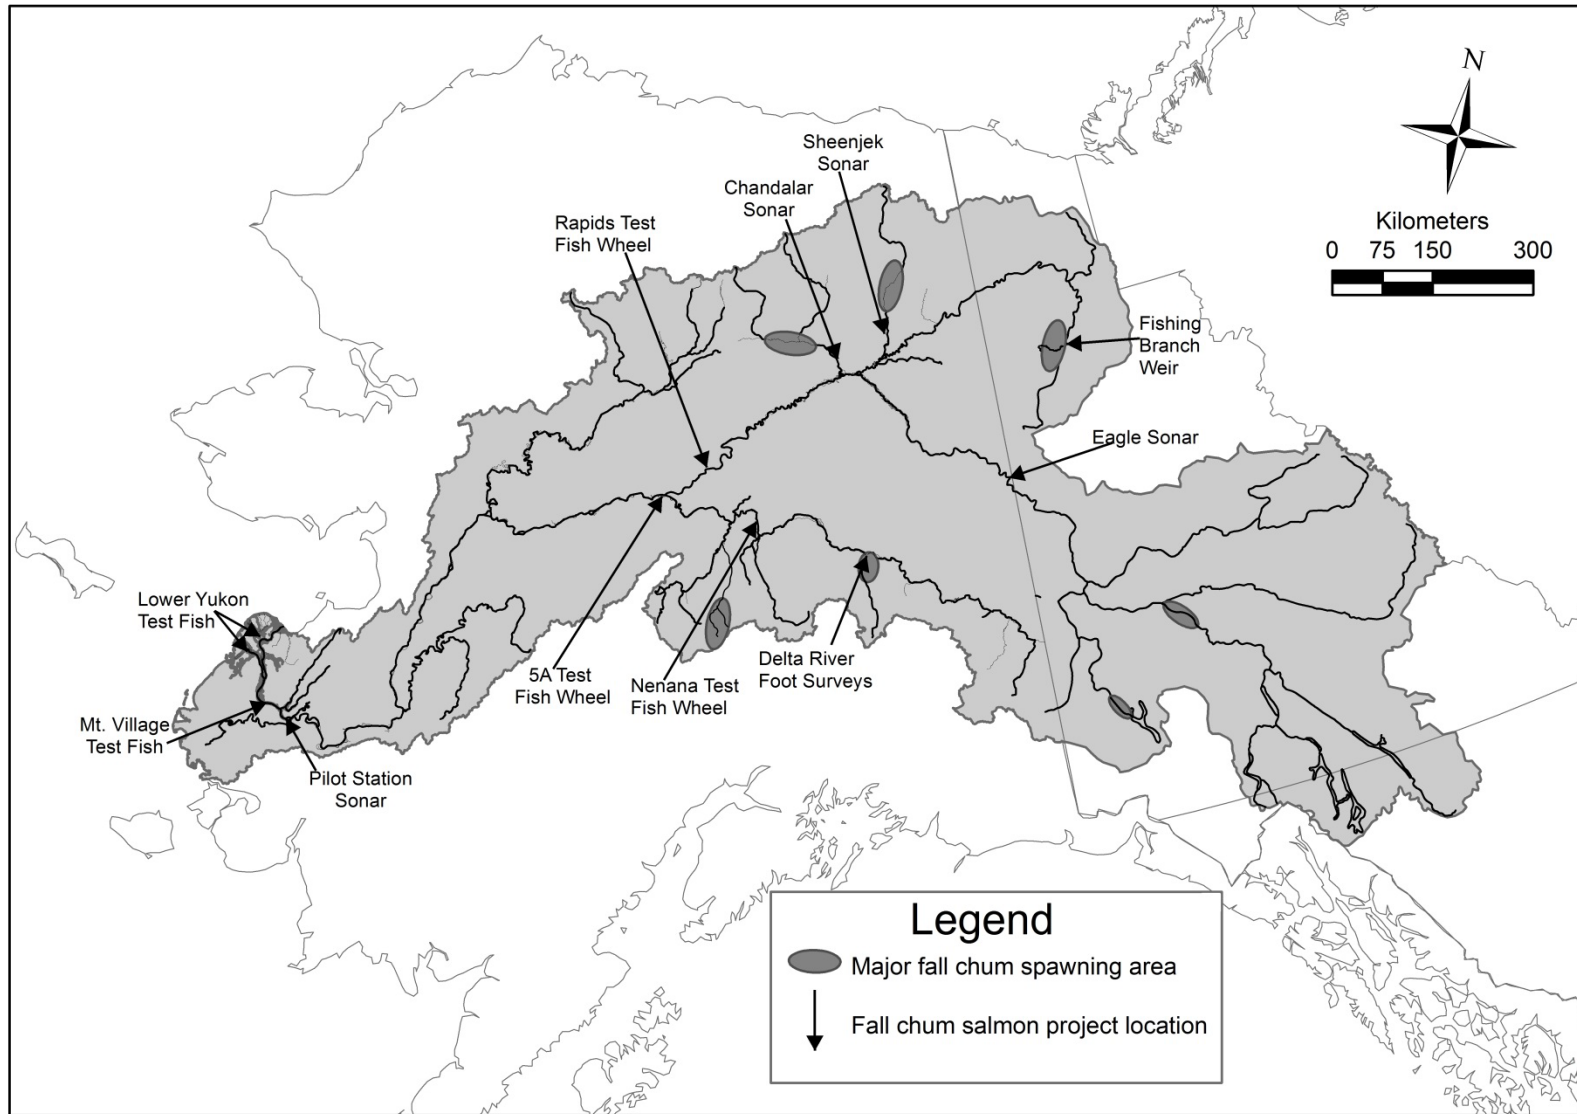 N
Kilometers
0 75 150 300
Sheenjek
Sonar
Chandalar
Sonar
Rapids Test
Fish Wheel
Fishing
Branch
Weir
Eagle Sonar
Lower Yukon
Test Fish
5A Test
Fish Wheel
Nenana Test
Fish Wheel
Delta River
Foot Surveys
Mt. Village
Test Fish
Pilot Station
Sonar
Legend
Major fall chum spawning area
Fall chum salmon project location